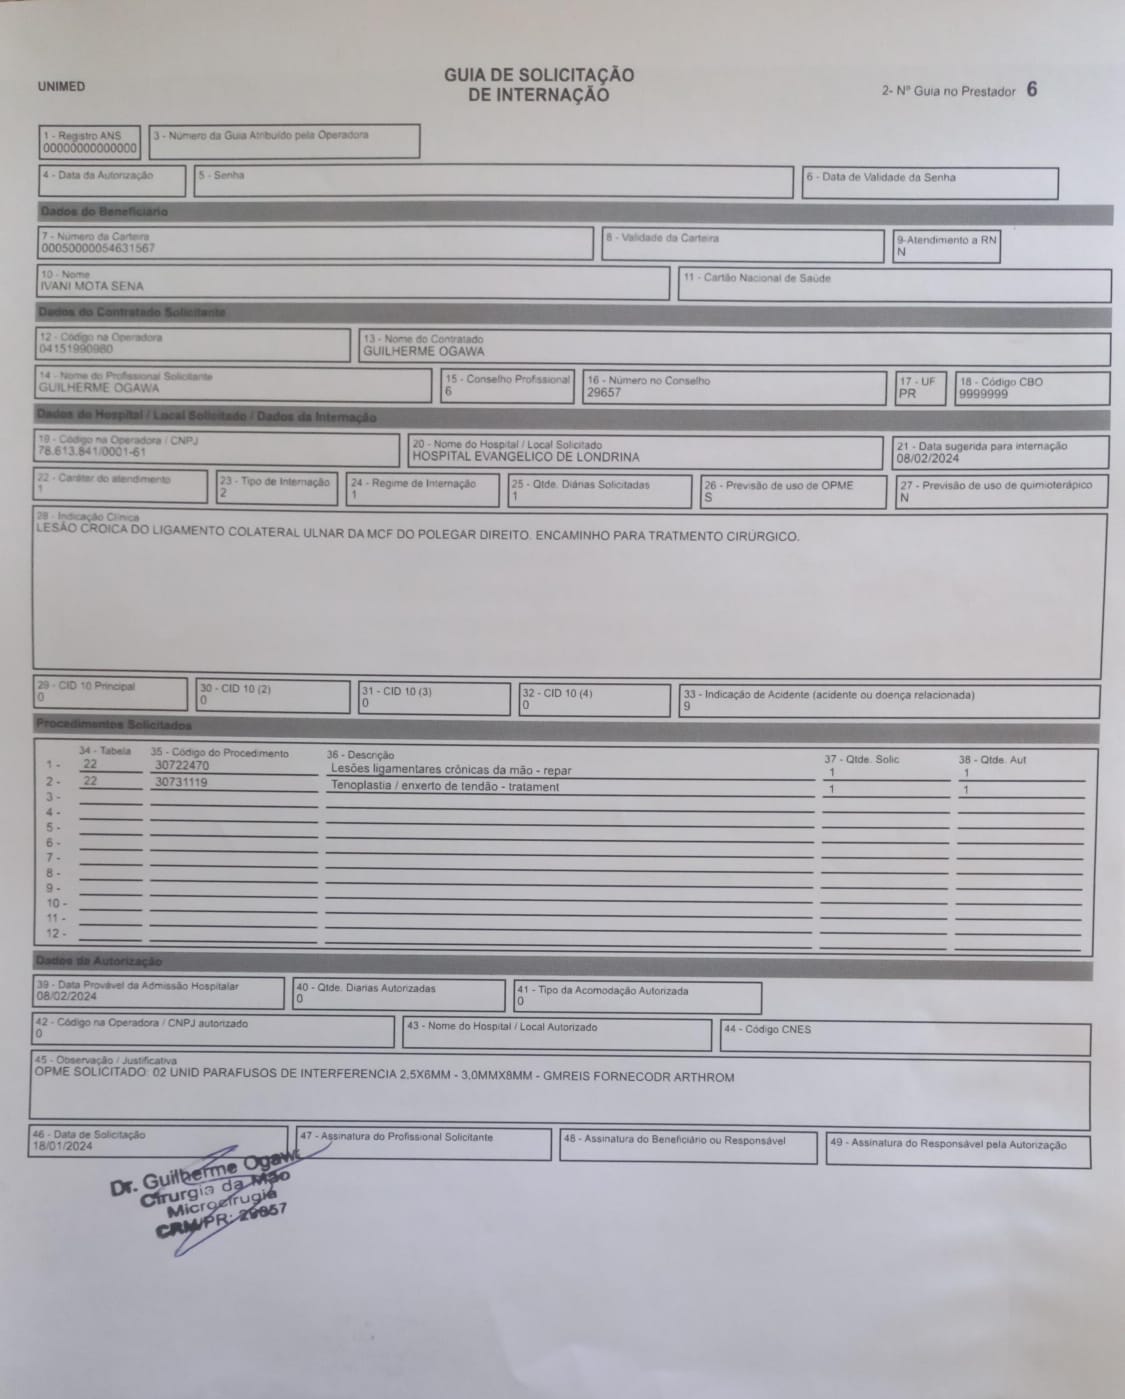 UNIMED
GUIA DE SOLICITAÇÃO
DE INTERNAÇÃO
2- Nº Guia no Prestador 6
1 - Registro ANS
00000000000000
3 - Número da Guia Atribuído pela Operadora
4 - Data da Autorização
5 - Senha
6 - Data de Validade da Senha
Dados do Beneficiário
7 - Número da Carteira
00050000054631567
8 - Validade da Carteira
9-Atendimento a RN
N
10 - Nome
IVANI MOTA SENA
11 - Cartão Nacional de Saúde
Dados do Contratado Solicitante
12 - Código na Operadora
04151990980
13 - Nome do Contratado
GUILHERME OGAWA
14 - Nome do Profissional Solicitante
GUILHERME OGAWA
15 - Conselho Profissional
6
16 - Número no Conselho
29657
17 - UF
PR
18 - Código CBO
9999999
Dados do Hospital / Local Solicitado / Dados da Internação
19 - Código na Operadora / CNPJ
78.613.841/0001-61
20 - Nome do Hospital / Local Solicitado
HOSPITAL EVANGELICO DE LONDRINA
21 - Data sugerida para internação
08/02/2024
22 - Caráter do atendimento
1
23 - Tipo de Internação
2
24 - Regime de Internação
1
25 - Qtde. Diárias Solicitadas
1
26 - Previsão de uso de OPME
S
27 - Previsão de uso de quimioterápico
N
28 - Indicação Clínica
LESÃO CROICA DO LIGAMENTO COLATERAL ULNAR DA MCF DO POLEGAR DIREITO. ENCAMINHO PARA TRATMENTO CIRÚRGICO.
29 - CID 10 Principal
0
30 - CID 10 (2)
0
31 - CID 10 (3)
0
32 - CID 10 (4)
0
33 - Indicação de Acidente (acidente ou doença relacionada)
9
Procedimentos Solicitados
34 - Tabela 35 - Código do Procedimento 36 - Descrição 37 - Qtde. Solic 38 - Qtde. Aut
1 - 22 30722470 Lesões ligamentares crônicas da mão - repar 1 1
2 - 22 30731119 Tenoplastia / enxerto de tendão - tratament 1 1
3 -
4 -
5 -
6 -
7 -
8 -
9 -
10 -
11 -
12 -
Dados da Autorização
39 - Data Provável da Admissão Hospitalar
08/02/2024
40 - Qtde. Diarias Autorizadas
0
41 - Tipo da Acomodação Autorizada
0
42 - Código na Operadora / CNPJ autorizado
0
43 - Nome do Hospital / Local Autorizado
44 - Código CNES
45 - Observação / Justificativa
OPME SOLICITADO: 02 UNID PARAFUSOS DE INTERFERENCIA 2,5X6MM - 3,0MMX8MM - GMREIS FORNECODR ARTHROM
46 - Data de Solicitação
18/01/2024
47 - Assinatura do Profissional Solicitante
48 - Assinatura do Beneficiário ou Responsável
49 - Assinatura do Responsável pela Autorização
Dr. Guilherme Ogawa
Cirurgia da Mão
Microcirugia
CRM/PR: 29657